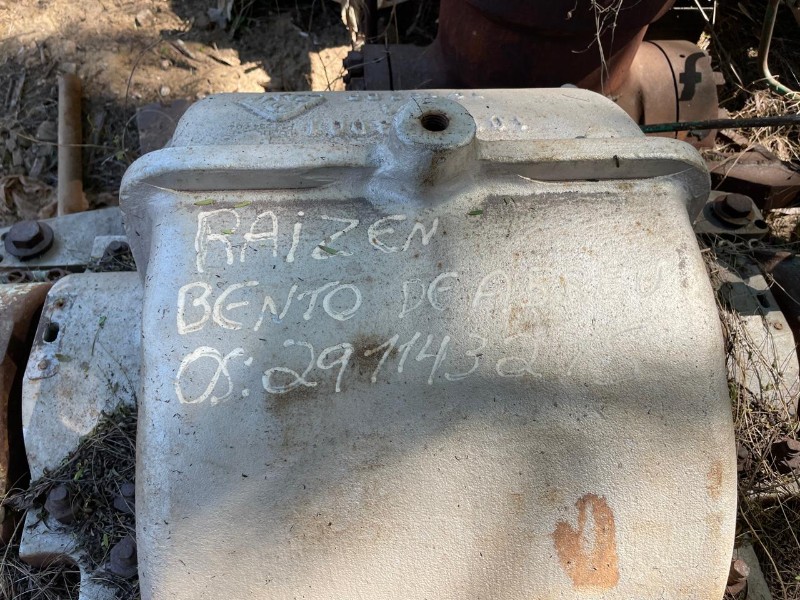 RAIZEN
BENTO DE ABREU
OS:2911432